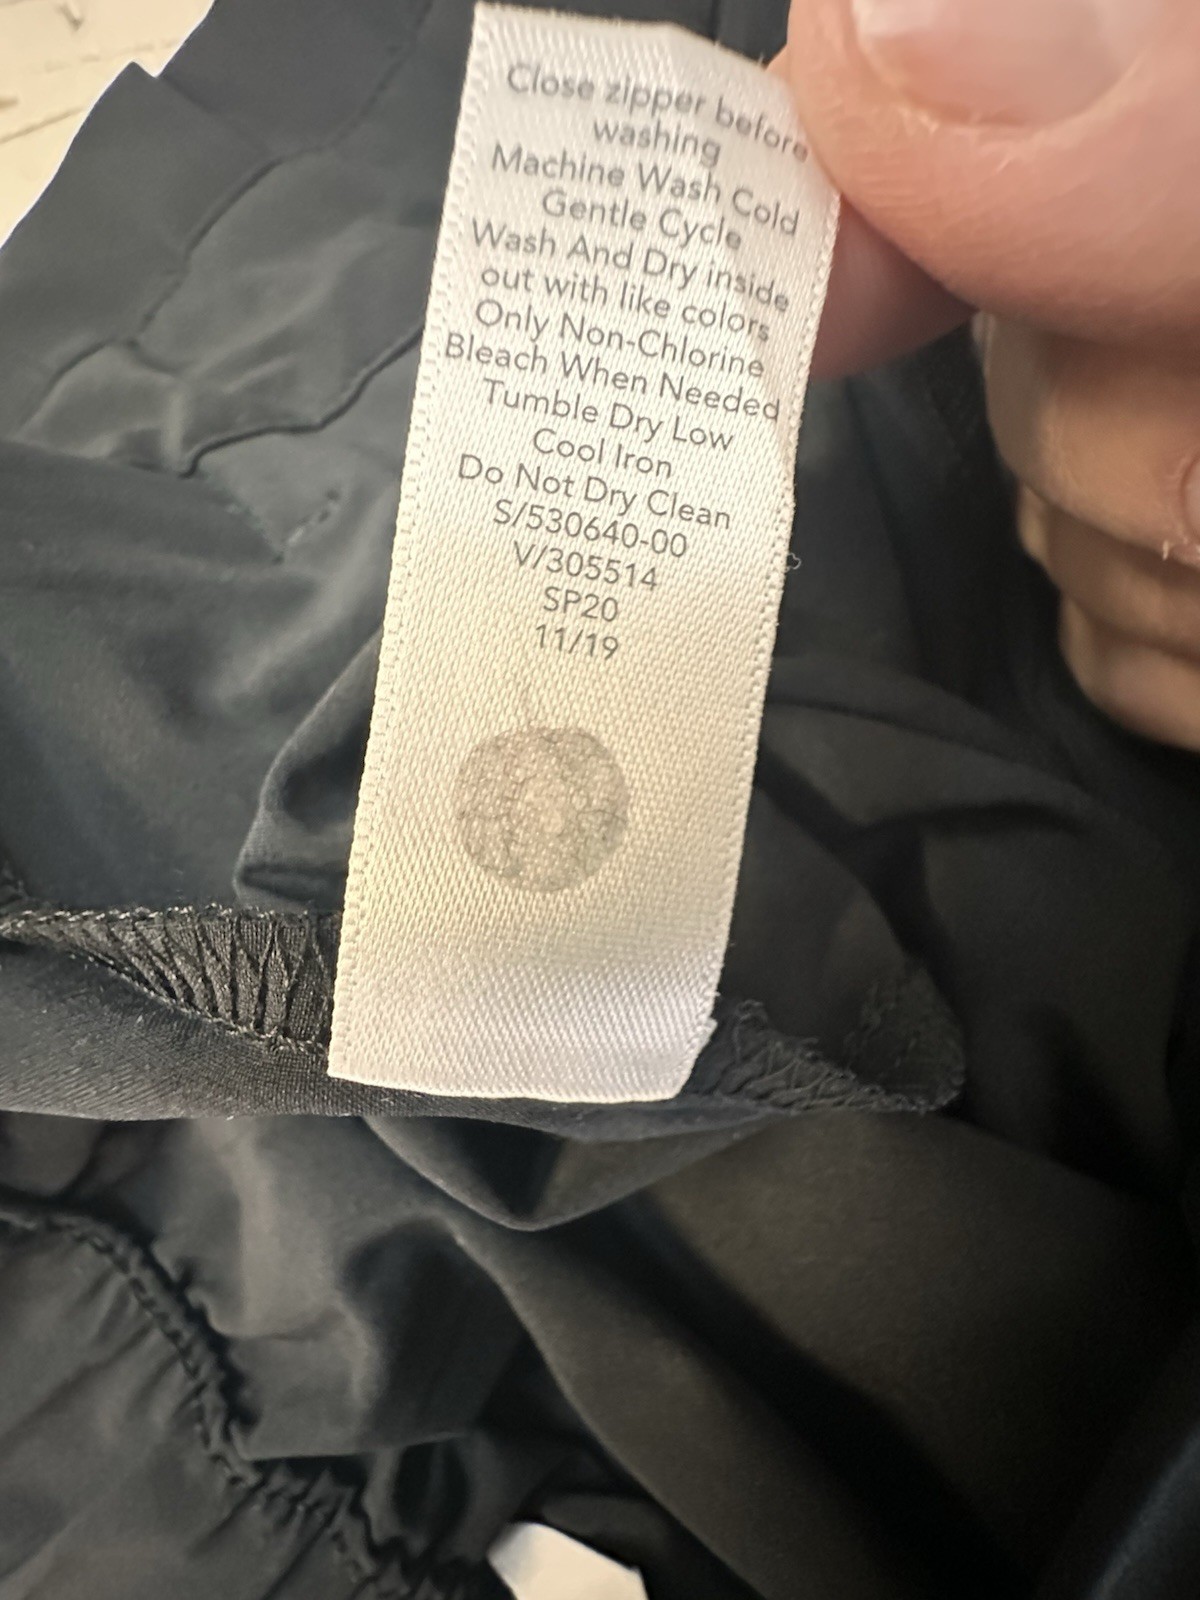 Close zipper before
washing
Machine Wash Cold
Gentle Cycle
Wash And Dry inside
out with like colors
Only Non-Chlorine
Bleach When Needed
Tumble Dry Low
Cool Iron
Do Not Dry Clean
S/530640-00
V/305514
SP20
11/19